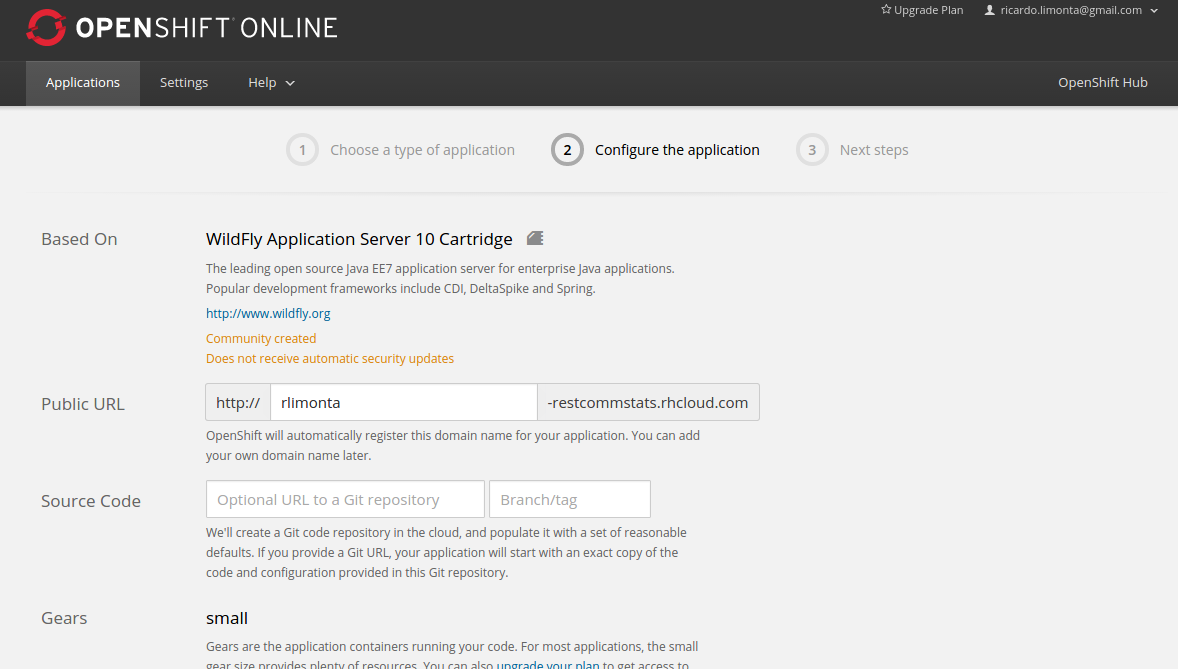 OPENSHIFT ONLINE
Upgrade Plan
ricardo.limonta@gmail.com
Applications
Settings
Help
OpenShift Hub
1 Choose a type of application
2 Configure the application
3 Next steps
Based On
WildFly Application Server 10 Cartridge
The leading open source Java EE7 application server for enterprise Java applications.
Popular development frameworks include CDI, DeltaSpike and Spring.
http://www.wildfly.org
Community created
Does not receive automatic security updates
Public URL
http://
rlimonta
-restcommstats.rhcloud.com
OpenShift will automatically register this domain name for your application. You can add
your own domain name later.
Source Code
Optional URL to a Git repository
Branch/tag
We'll create a Git code repository in the cloud, and populate it with a set of reasonable
defaults. If you provide a Git URL, your application will start with an exact copy of the
code and configuration provided in this Git repository.
Gears
small
Gears are the application containers running your code. For most applications, the small
gear size provides plenty of resources. You can also upgrade your plan to get access to